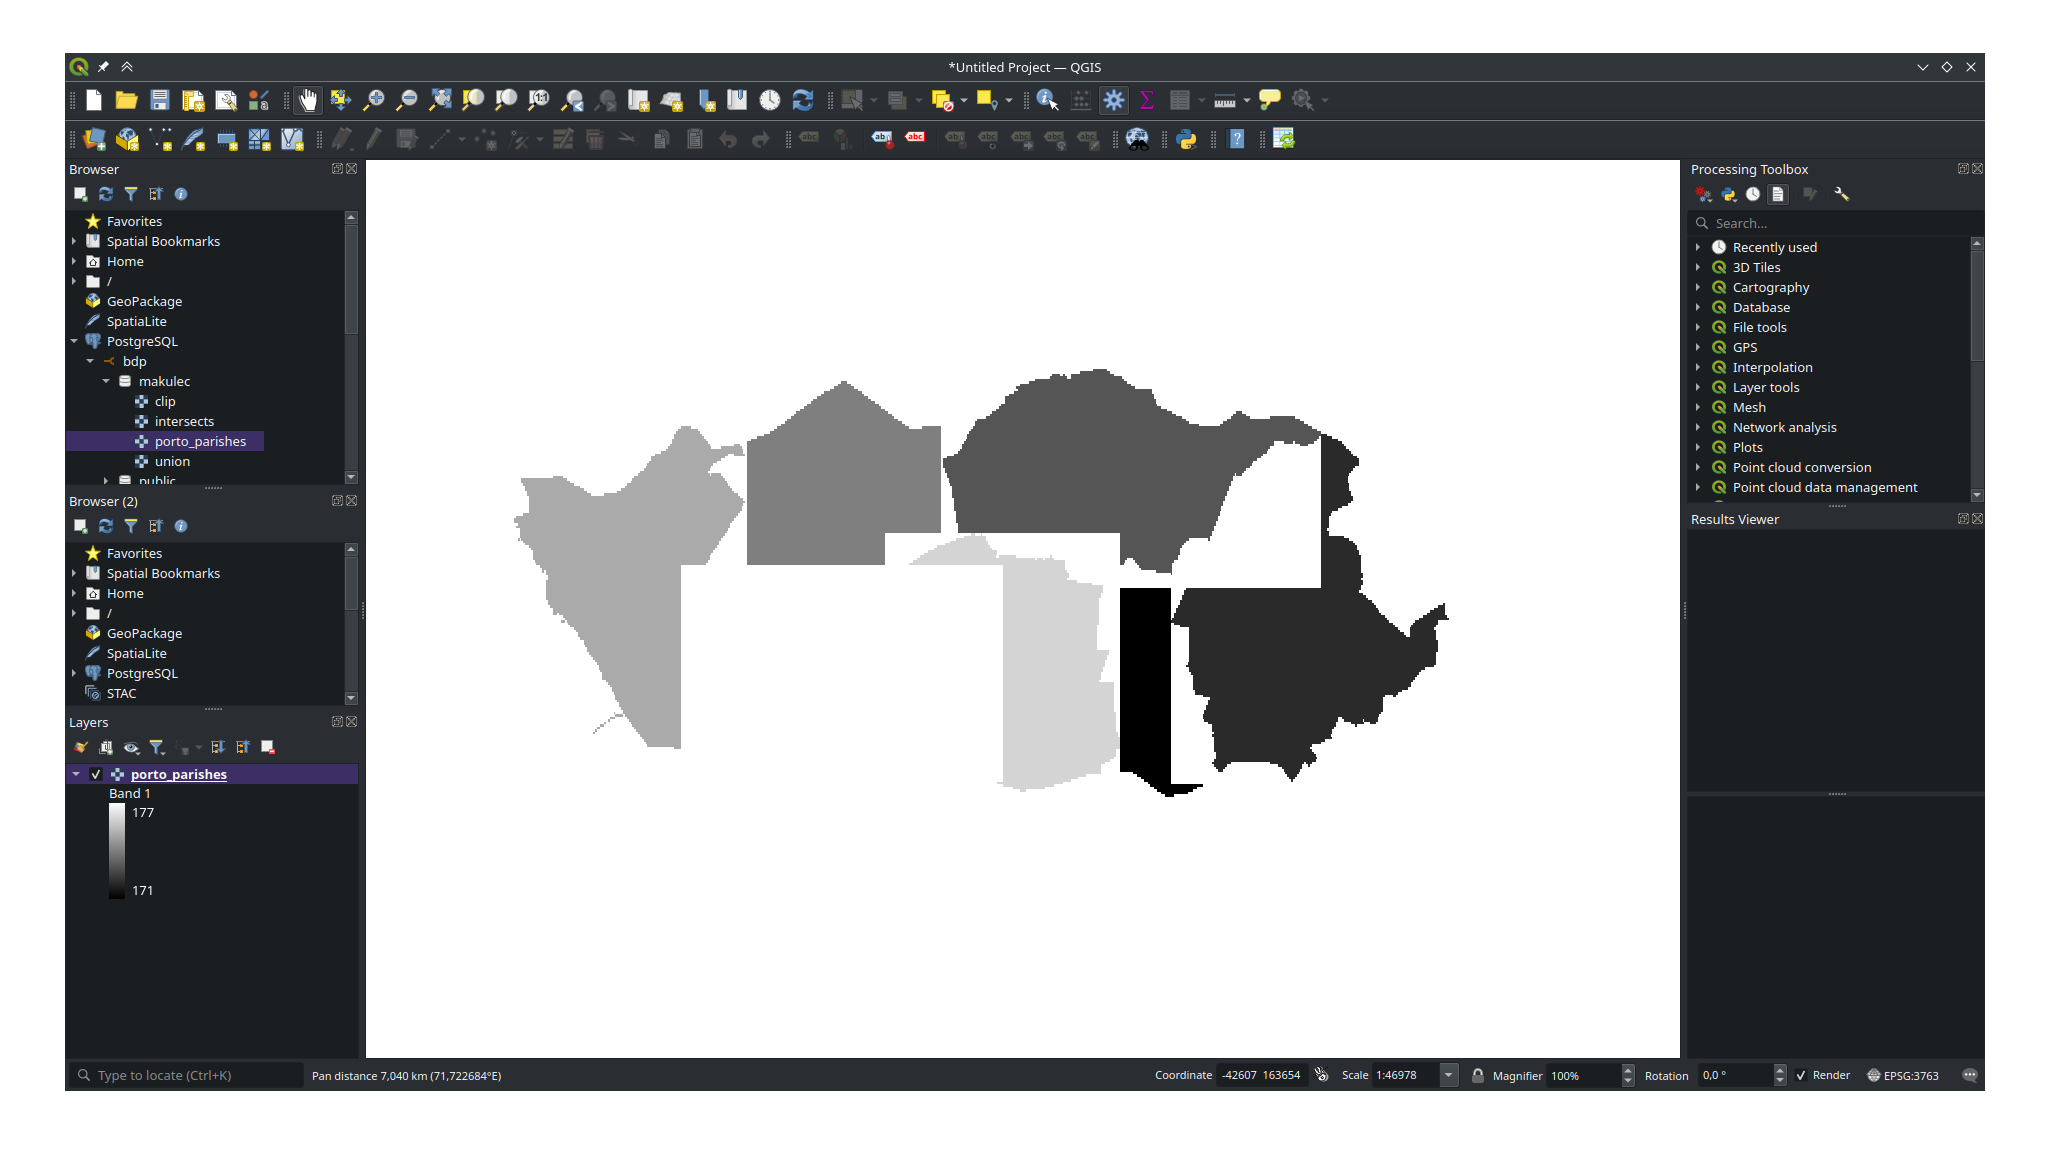 *Untitled Project — QGIS
Browser
Favorites
Spatial Bookmarks
Home
/
GeoPackage
SpatiaLite
PostgreSQL
bdp
makulec
clip
intersects
porto_parishes
union
public
Browser (2)
Favorites
Spatial Bookmarks
Home
/
GeoPackage
SpatiaLite
PostgreSQL
STAC
Layers
porto_parishes
Band 1
177
171
Processing Toolbox
Search...
Recently used
3D Tiles
Cartography
Database
File tools
GPS
Interpolation
Layer tools
Mesh
Network analysis
Plots
Point cloud conversion
Point cloud data management
Results Viewer
Type to locate (Ctrl+K)
Pan distance 7,040 km (71,722684°E)
Coordinate -42607 163654
Scale 1:46978
Magnifier 100%
Rotation 0,0 °
Render
EPSG:3763